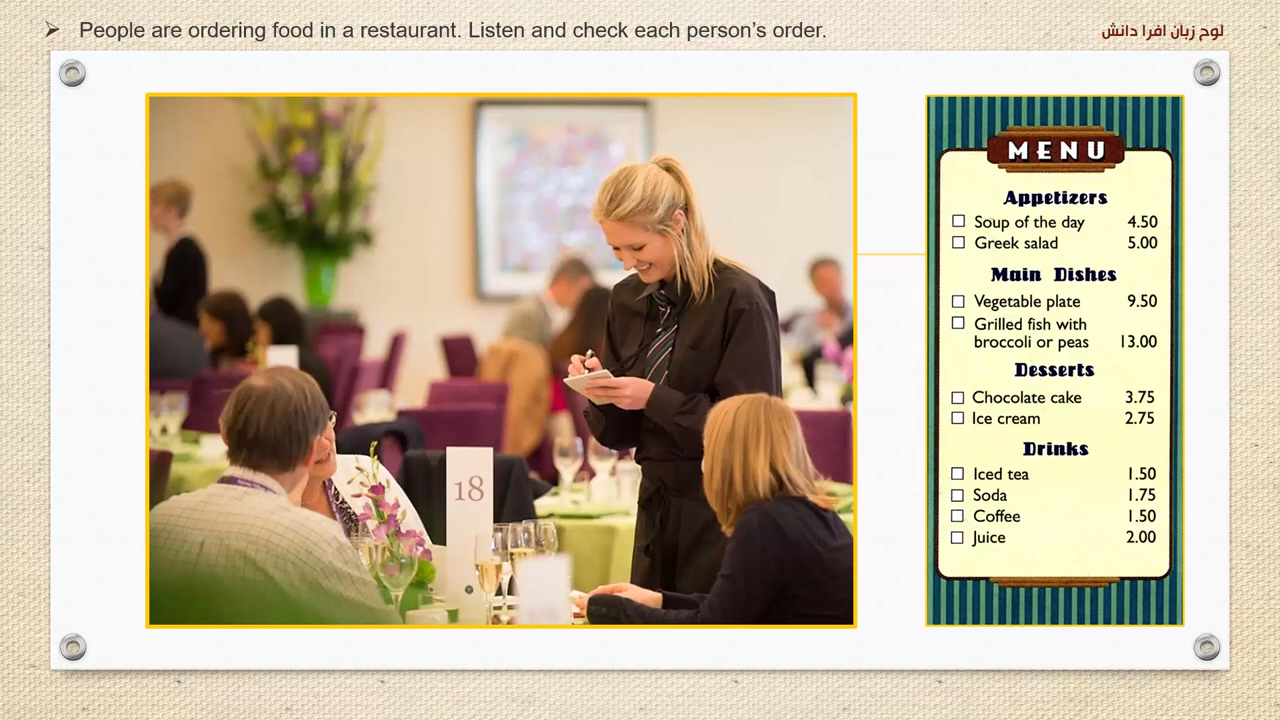 People are ordering food in a restaurant. Listen and check each person's order.
لوح زبان افرا دانش
18
MENU
Appetizers
Soup of the day 4.50
Greek salad 5.00
Main Dishes
Vegetable plate 9.50
Grilled fish with
broccoli or peas 13.00
Desserts
Chocolate cake 3.75
Ice cream 2.75
Drinks
Iced tea 1.50
Soda 1.75
Coffee 1.50
Juice 2.00